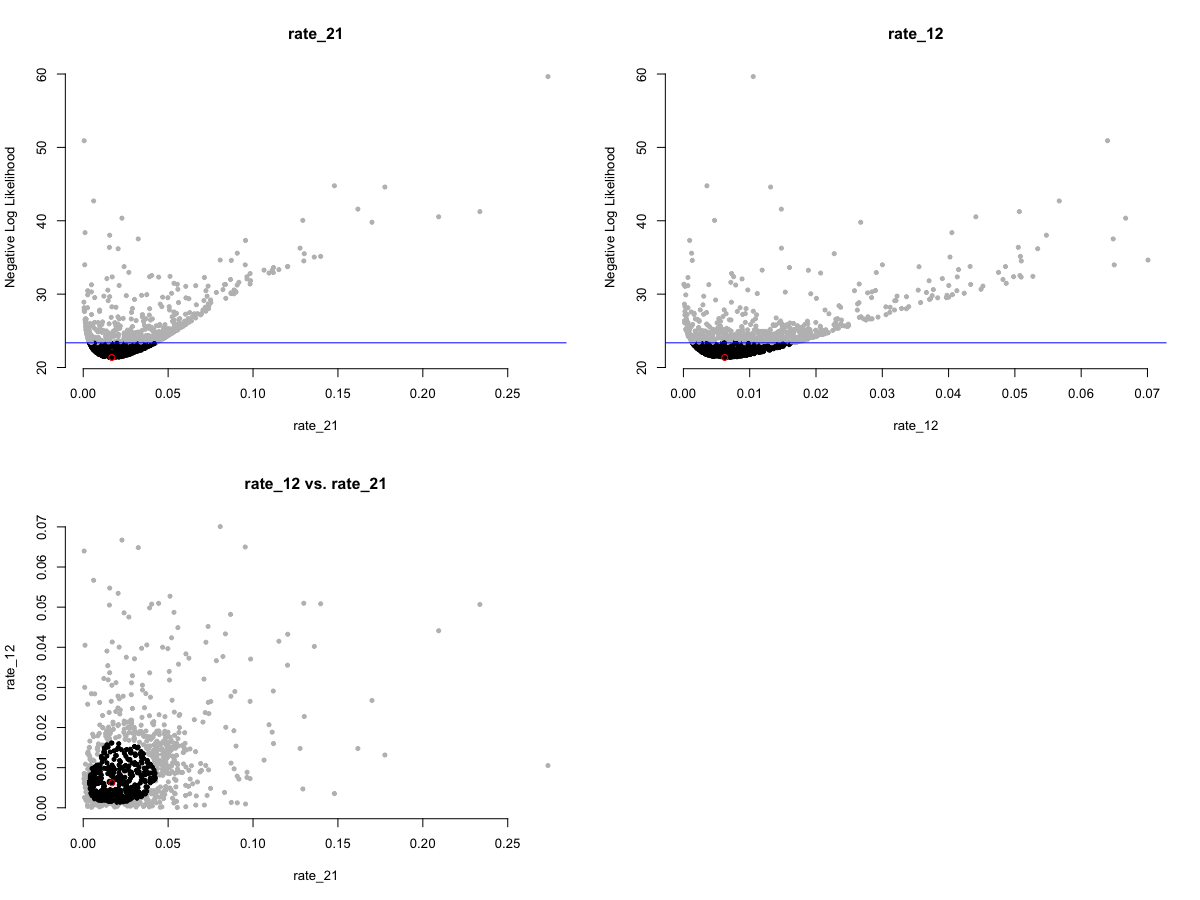 rate_21
Negative Log Likelihood
60
50
40
30
20
0.00 0.05 0.10 0.15 0.20 0.25
rate_21
rate_12
Negative Log Likelihood
60
50
40
30
20
0.00 0.01 0.02 0.03 0.04 0.05 0.06 0.07
rate_12
rate_12 vs. rate_21
rate_12
0.07
0.06
0.05
0.04
0.03
0.02
0.01
0.00
0.00 0.05 0.10 0.15 0.20 0.25
rate_21